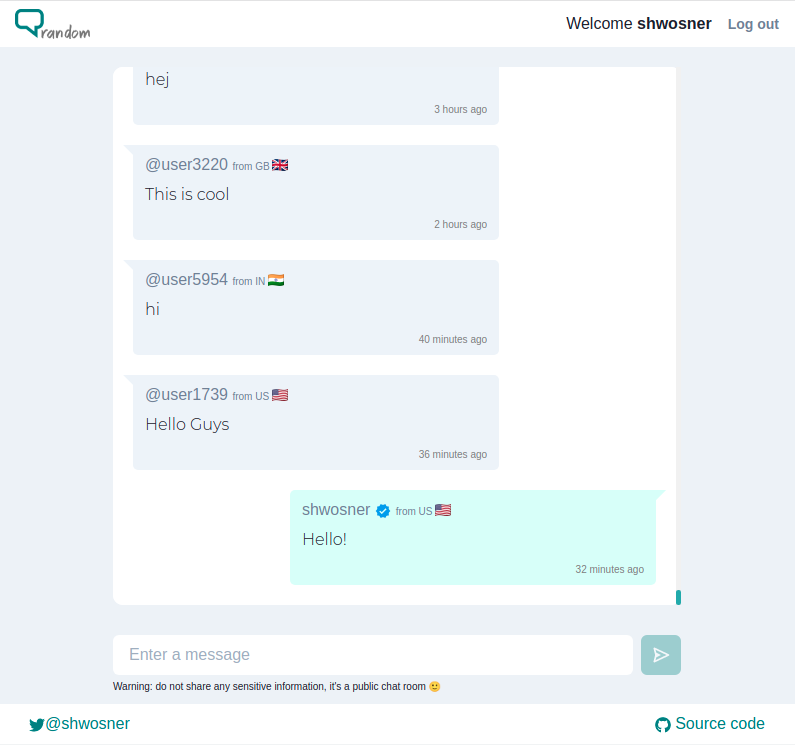 random
Welcome shwosner Log out
hej
3 hours ago
@user3220 from GB 🇬🇧
This is cool
2 hours ago
@user5954 from IN 🇮🇳
hi
40 minutes ago
@user1739 from US 🇺🇸
Hello Guys
36 minutes ago
shwosner from US 🇺🇸
Hello!
32 minutes ago
Enter a message
Warning: do not share any sensitive information, it's a public chat room 🙂
@shwosner Source code